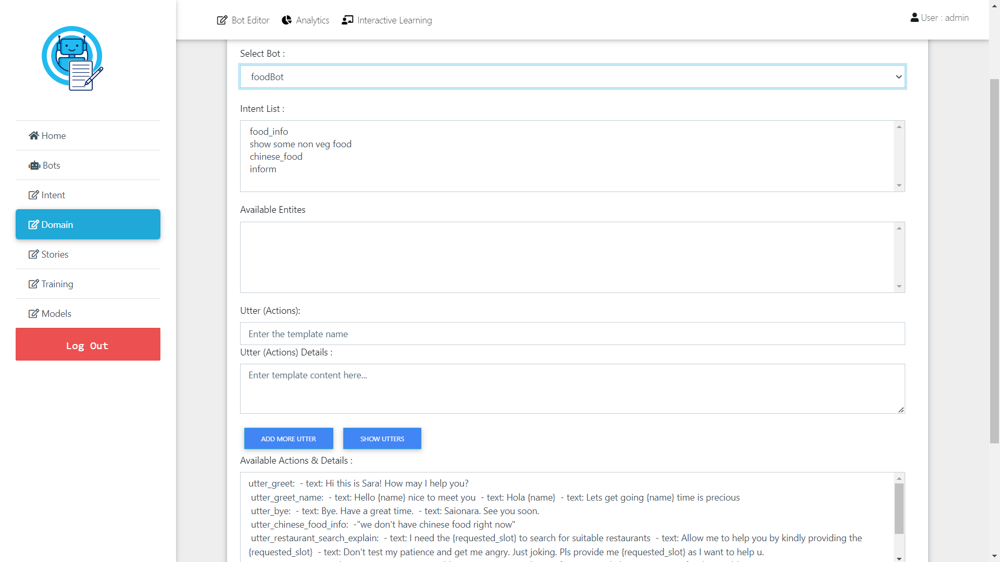 Bot Editor
Analytics
Interactive Learning
User : admin
Home
Bots
Intent
Domain
Stories
Training
Models
Log Out
Select Bot :
foodBot
Intent List :
food_info
show some non veg food
chinese_food
inform
Available Entites
Utter (Actions):
Enter the template name
Utter (Actions) Details :
Enter template content here...
ADD MORE UTTER
SHOW UTTERS
Available Actions & Details :
utter_greet:  - text: Hi this is Sara! How may I help you?
utter_greet_name:  - text: Hello {name} nice to meet you  - text: Hola {name}  - text: Lets get going {name} time is precious
utter_bye:  - text: Bye. Have a great time.  - text: Saionara. See you soon.
utter_chinese_food_info:  -"we don't have chinese food right now"
utter_restaurant_search_explain:  - text: I need the {requested_slot} to search for suitable restaurants  - text: Allow me to help you by kindly providing the
{requested_slot}  - text: Don't test my patience and get me angry. Just joking. Pls provide me {requested_slot} as I want to help u.